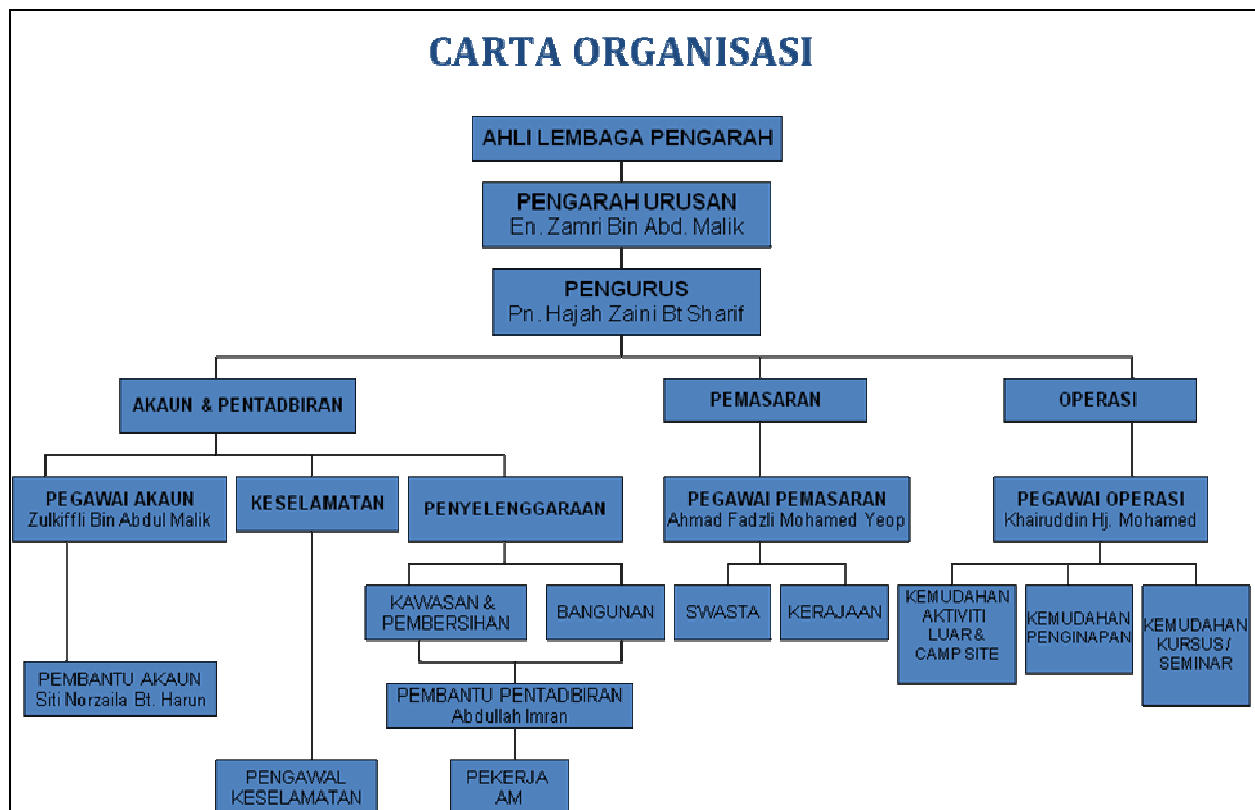 CARTA ORGANISASI
AHLI LEMBAGA PENGARAH
PENGARAH URUSAN
En. Zamri Bin Abd. Malik
PENGURUS
Pn. Hajah Zaini Bt Sharif
AKAUN & PENTADBIRAN
PEMASARAN
OPERASI
PEGAWAI AKAUN
Zulkiffli Bin Abdul Malik
KESELAMATAN
PENYELENGGARAAN
PEGAWAI PEMASARAN
Ahmad Fadzli Mohamed Yeop
PEGAWAI OPERASI
Khairuddin Hj. Mohamed
KAWASAN &
PEMBERSIHAN
BANGUNAN
SWASTA
KERAJAAN
KEMUDAHAN
AKTIVITI
LUAR &
CAMP SITE
KEMUDAHAN
PENGINAPAN
KEMUDAHAN
KURSUS /
SEMINAR
PEMBANTU AKAUN
Siti Norzaila Bt. Harun
PEMBANTU PENTADBIRAN
Abdullah Imran
PENGAWAL
KESELAMATAN
PEKERJA
AM